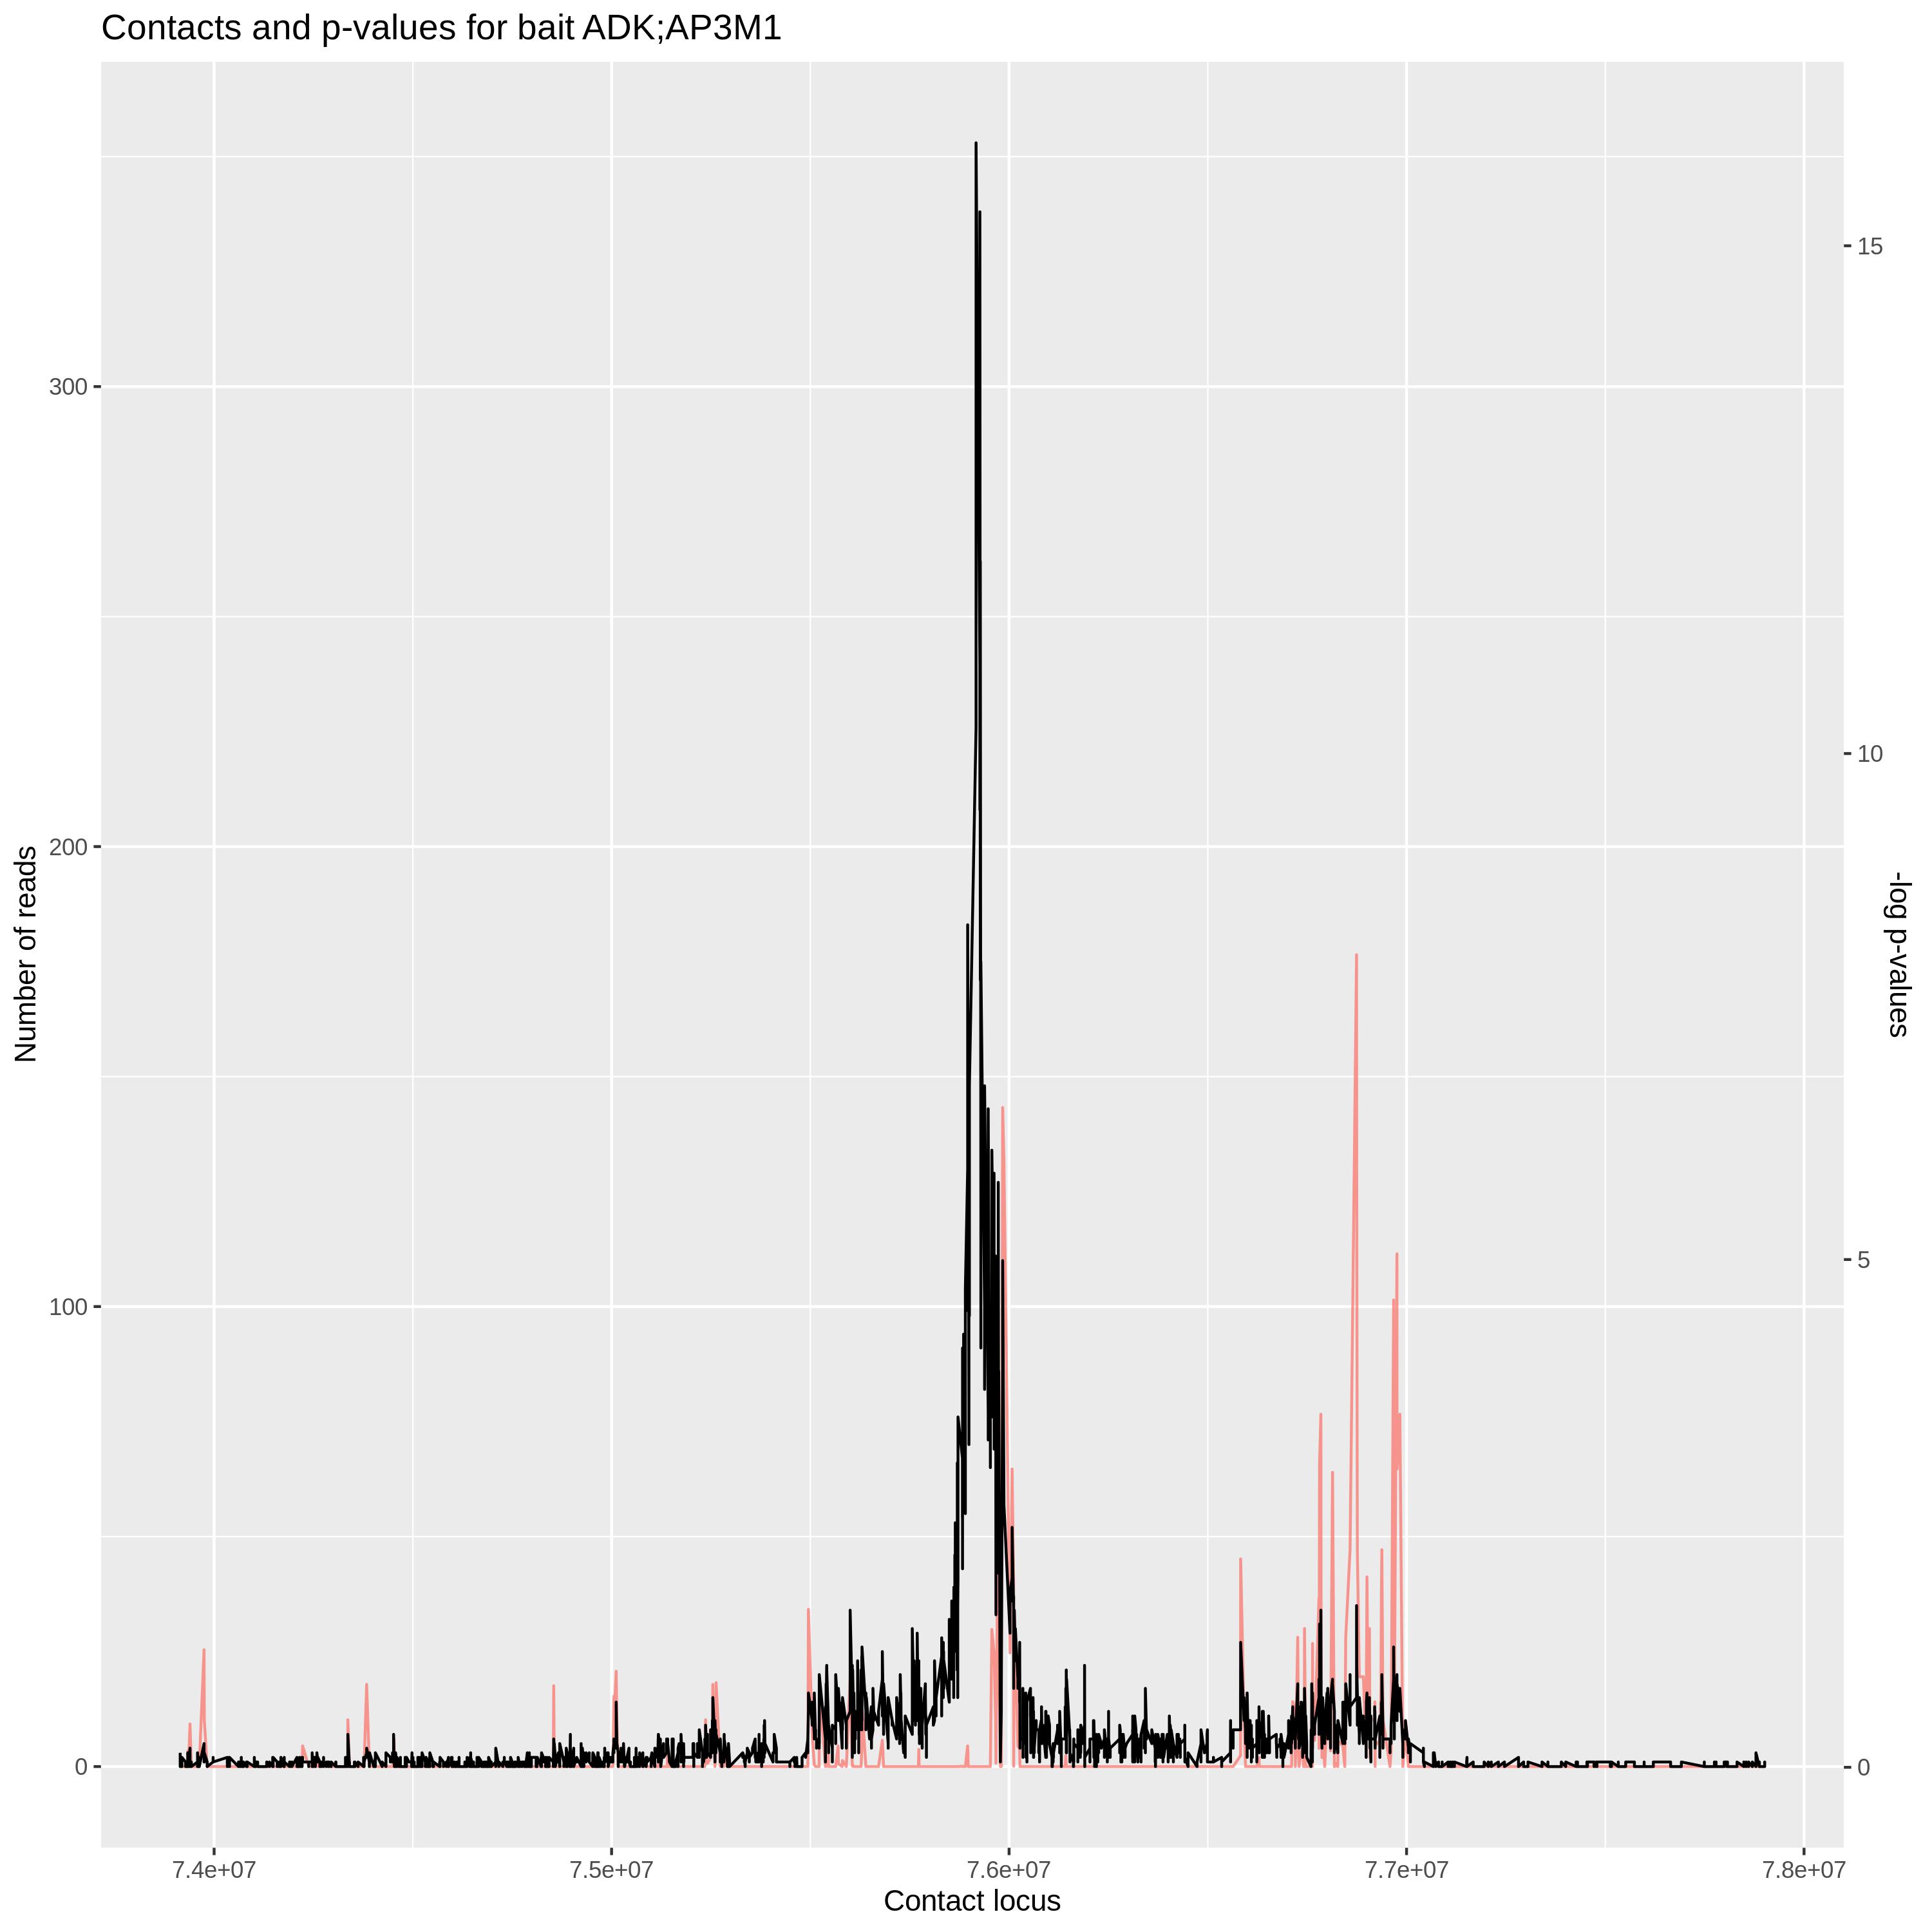 Contacts and p-values for bait ADK;AP3M1
Number of reads
300
200
100
0
15
10
5
0
-log p-values
7.4e+07 7.5e+07 7.6e+07 7.7e+07 7.8e+07
Contact locus